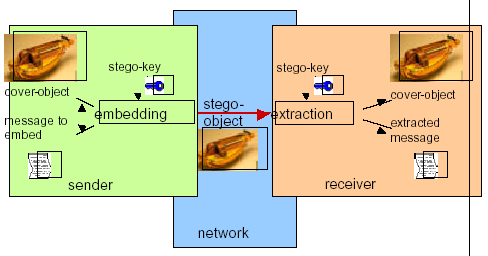 stego-key
cover-object
message to
embed
embedding
sender
stego-
object
network
stego-key
extraction
cover-object
extracted
message
receiver